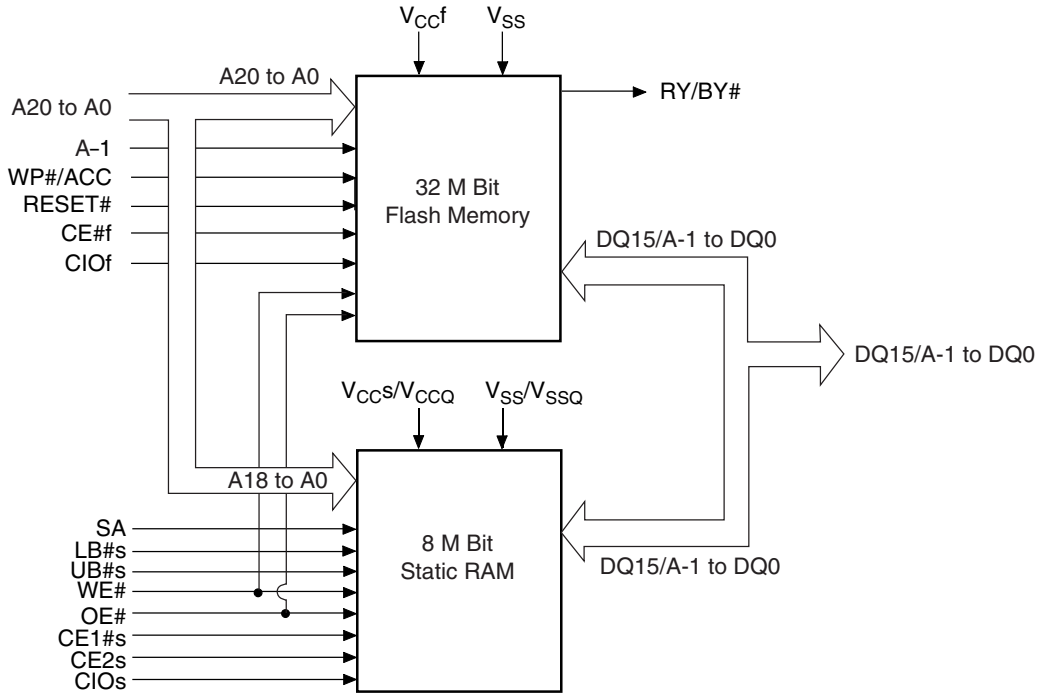 VCCf
VSS
A20 to A0
A20 to A0
RY/BY#
A–1
WP#/ACC
RESET#
CE#f
CIOf
32 M Bit
Flash Memory
DQ15/A-1 to DQ0
DQ15/A-1 to DQ0
VCCs/VCCQ
VSS/VSSQ
A18 to A0
SA
LB#s
UB#s
WE#
OE#
CE1#s
CE2s
CIOs
8 M Bit
Static RAM
DQ15/A-1 to DQ0